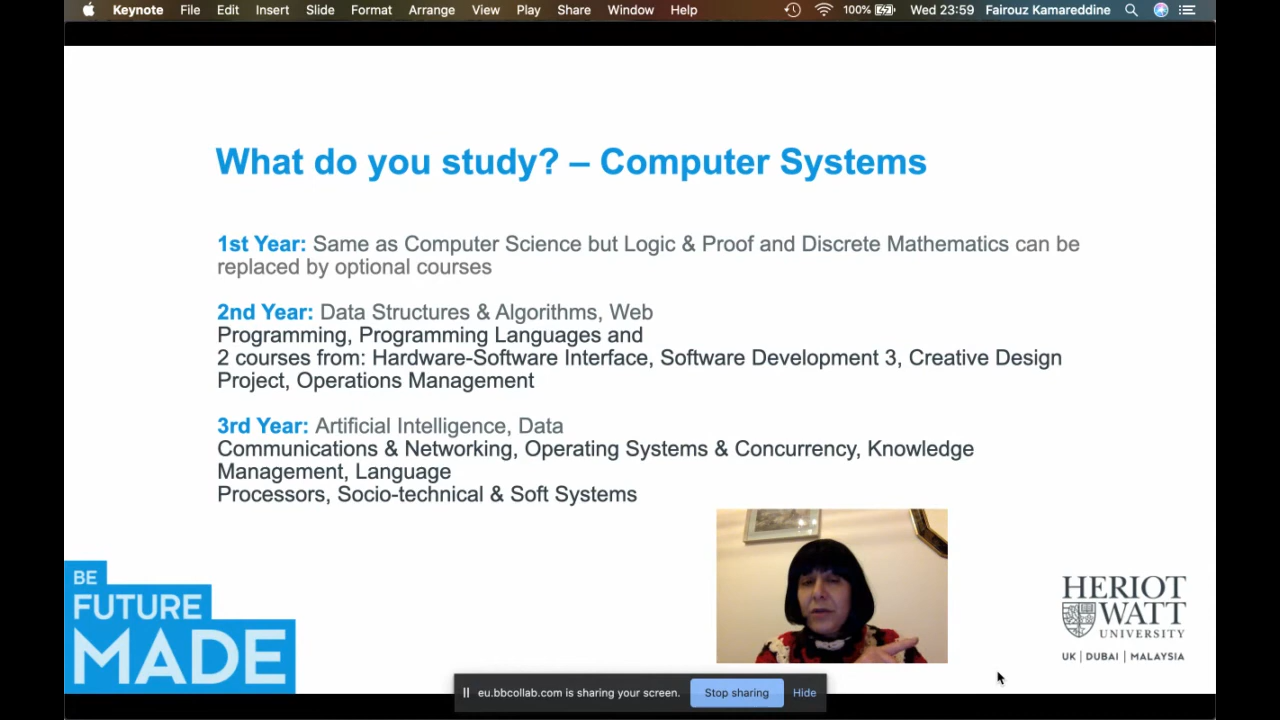 Keynote File Edit Insert Slide Format Arrange View Play Share Window Help 100% Wed 23:59 Fairouz Kamareddine
What do you study? – Computer Systems
1st Year: Same as Computer Science but Logic & Proof and Discrete Mathematics can be
replaced by optional courses
2nd Year: Data Structures & Algorithms, Web
Programming, Programming Languages and
2 courses from: Hardware-Software Interface, Software Development 3, Creative Design
Project, Operations Management
3rd Year: Artificial Intelligence, Data
Communications & Networking, Operating Systems & Concurrency, Knowledge
Management, Language
Processors, Socio-technical & Soft Systems
BE
FUTURE
MADE
HERIOT
WATT
UNIVERSITY
UK | DUBAI | MALAYSIA
eu.bbcollab.com is sharing your screen. Stop sharing Hide